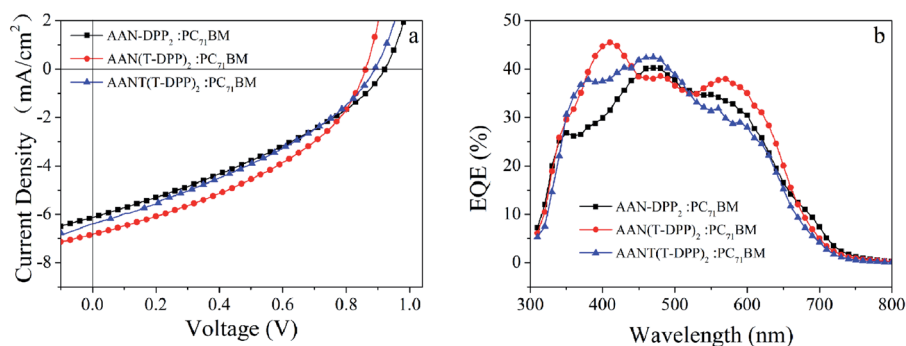 a
AAN-DPP2 :PC71BM
AAN(T-DPP)2 :PC71BM
AANT(T-DPP)2 :PC71BM
Current Density (mA/cm2)
2
0
-2
-4
-6
-8
0.0 0.2 0.4 0.6 0.8 1.0
Voltage (V)
b
EQE (%)
50
40
30
20
10
0
AAN-DPP2 :PC71BM
AAN(T-DPP)2 :PC71BM
AANT(T-DPP)2 :PC71BM
310 400 500 600 700 800
Wavelength (nm)